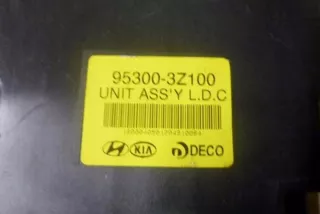 95300-3Z100
UNIT ASS'Y L.D.C
KIA DECO